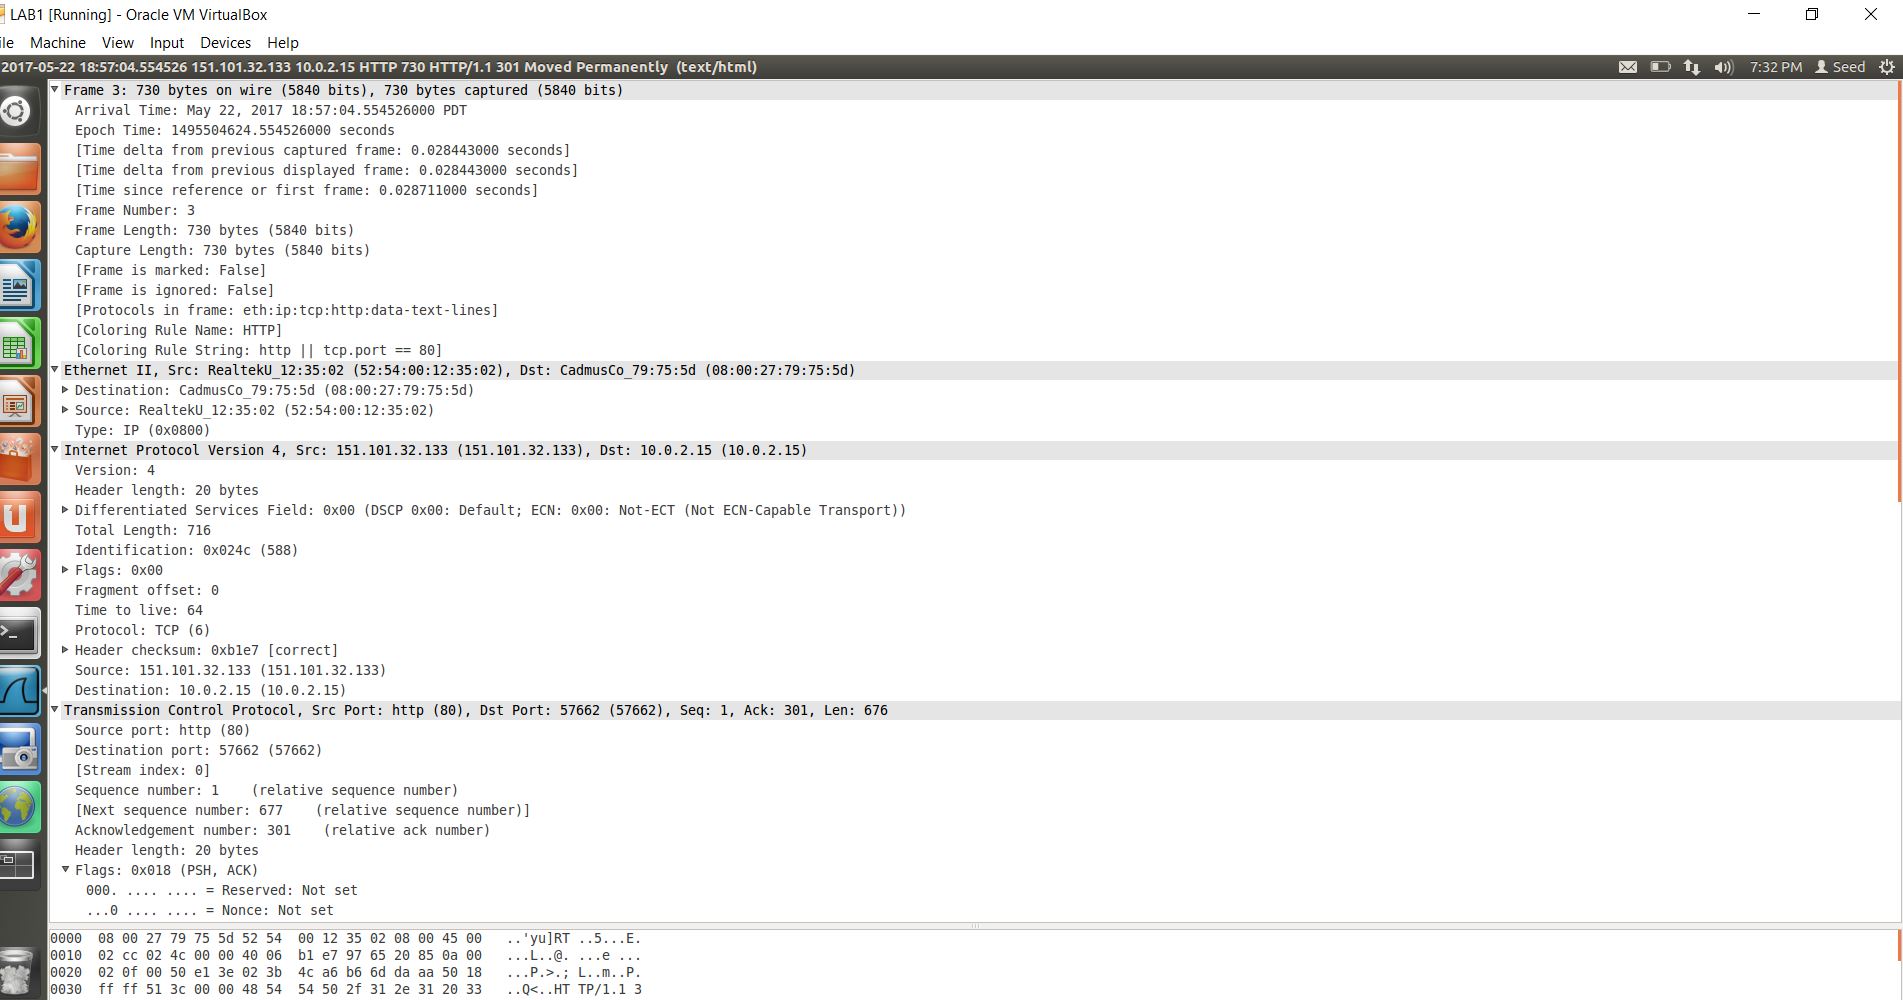 LAB1 [Running] - Oracle VM VirtualBox
ile Machine View Input Devices Help
2017-05-22 18:57:04.554526 151.101.32.133 10.0.2.15 HTTP 730 HTTP/1.1 301 Moved Permanently (text/html) 7:32 PM Seed
Frame 3: 730 bytes on wire (5840 bits), 730 bytes captured (5840 bits)
Arrival Time: May 22, 2017 18:57:04.554526000 PDT
Epoch Time: 1495504624.554526000 seconds
[Time delta from previous captured frame: 0.028443000 seconds]
[Time delta from previous displayed frame: 0.028443000 seconds]
[Time since reference or first frame: 0.028711000 seconds]
Frame Number: 3
Frame Length: 730 bytes (5840 bits)
Capture Length: 730 bytes (5840 bits)
[Frame is marked: False]
[Frame is ignored: False]
[Protocols in frame: eth:ip:tcp:http:data-text-lines]
[Coloring Rule Name: HTTP]
[Coloring Rule String: http || tcp.port == 80]
Ethernet II, Src: RealtekU_12:35:02 (52:54:00:12:35:02), Dst: CadmusCo_79:75:5d (08:00:27:79:75:5d)
Destination: CadmusCo_79:75:5d (08:00:27:79:75:5d)
Source: RealtekU_12:35:02 (52:54:00:12:35:02)
Type: IP (0x0800)
Internet Protocol Version 4, Src: 151.101.32.133 (151.101.32.133), Dst: 10.0.2.15 (10.0.2.15)
Version: 4
Header length: 20 bytes
Differentiated Services Field: 0x00 (DSCP 0x00: Default; ECN: 0x00: Not-ECT (Not ECN-Capable Transport))
Total Length: 716
Identification: 0x024c (588)
Flags: 0x00
Fragment offset: 0
Time to live: 64
Protocol: TCP (6)
Header checksum: 0xb1e7 [correct]
Source: 151.101.32.133 (151.101.32.133)
Destination: 10.0.2.15 (10.0.2.15)
Transmission Control Protocol, Src Port: http (80), Dst Port: 57662 (57662), Seq: 1, Ack: 301, Len: 676
Source port: http (80)
Destination port: 57662 (57662)
[Stream index: 0]
Sequence number: 1 (relative sequence number)
[Next sequence number: 677 (relative sequence number)]
Acknowledgement number: 301 (relative ack number)
Header length: 20 bytes
Flags: 0x018 (PSH, ACK)
000. .... .... = Reserved: Not set
...0 .... .... = Nonce: Not set
0000 08 00 27 79 75 5d 52 54 00 12 35 02 08 00 45 00 ..'yu]RT ..5...E.
0010 02 cc 02 4c 00 00 40 06 b1 e7 97 65 20 85 0a 00 ...L..@. ...e ...
0020 02 0f 00 50 e1 3e 02 3b 4c a6 b6 6d da aa 50 18 ...P.>.; L..m..P.
0030 ff ff 51 3c 00 00 48 54 54 50 2f 31 2e 31 20 33 ..Q<..HT TP/1.1 3